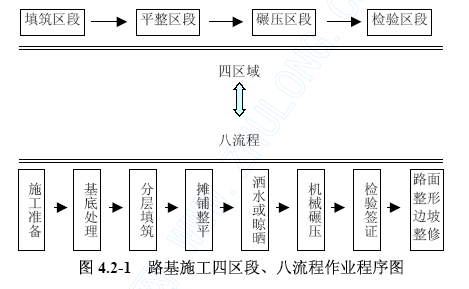 填筑区段 平整区段 碾压区段 检验区段
四区域
八流程
施工准备
基底处理
分层填筑
摊铺整平
洒水或晾晒
机械碾压
检验签证
路面整形边坡整修
图 4.2-1 路基施工四区段、八流程作业程序图